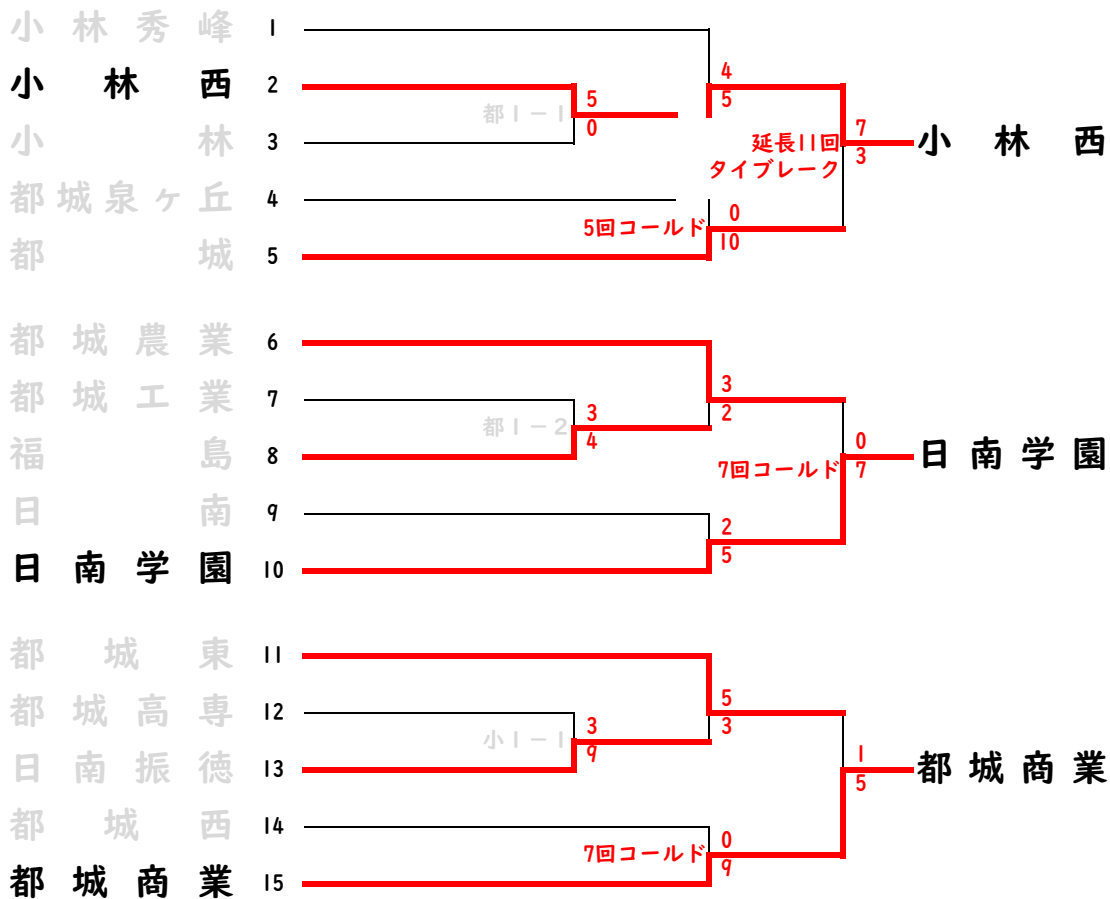 小林秀峰 1
小林西 2
4
5
都1-1
5
0
小林 3
延長11回
タイブレーク
7
3
小林西
都城泉ヶ丘 4
5回コールド
0
10
都城 5
都城農業 6
都城工業 7
3
2
都1-2
3
4
福島 8
7回コールド
0
7
日南学園
日南 9
2
5
日南学園 10
都城東 11
都城高専 12
5
3
小1-1
3
9
日南振徳 13
1
5
都城商業
都城西 14
7回コールド
0
9
都城商業 15